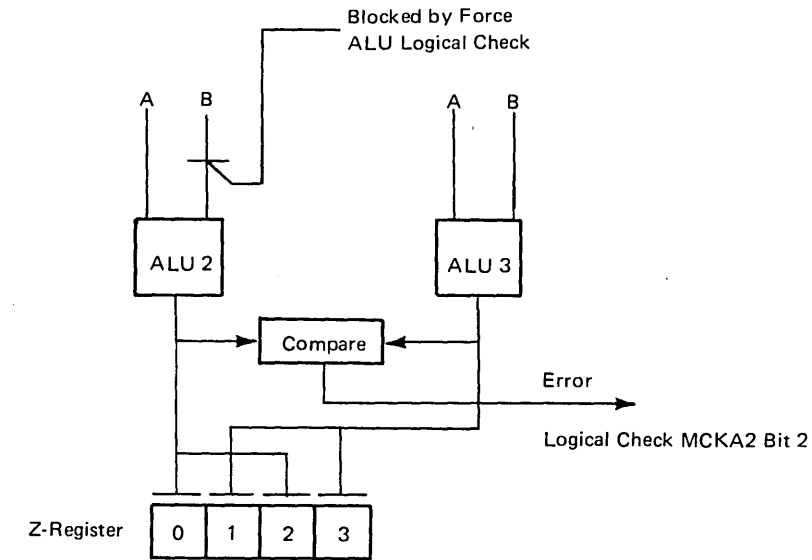 Blocked by Force
ALU Logical Check
A B A B
ALU 2 ALU 3
Compare
Error
Logical Check MCKA2 Bit 2
Z-Register 0 1 2 3